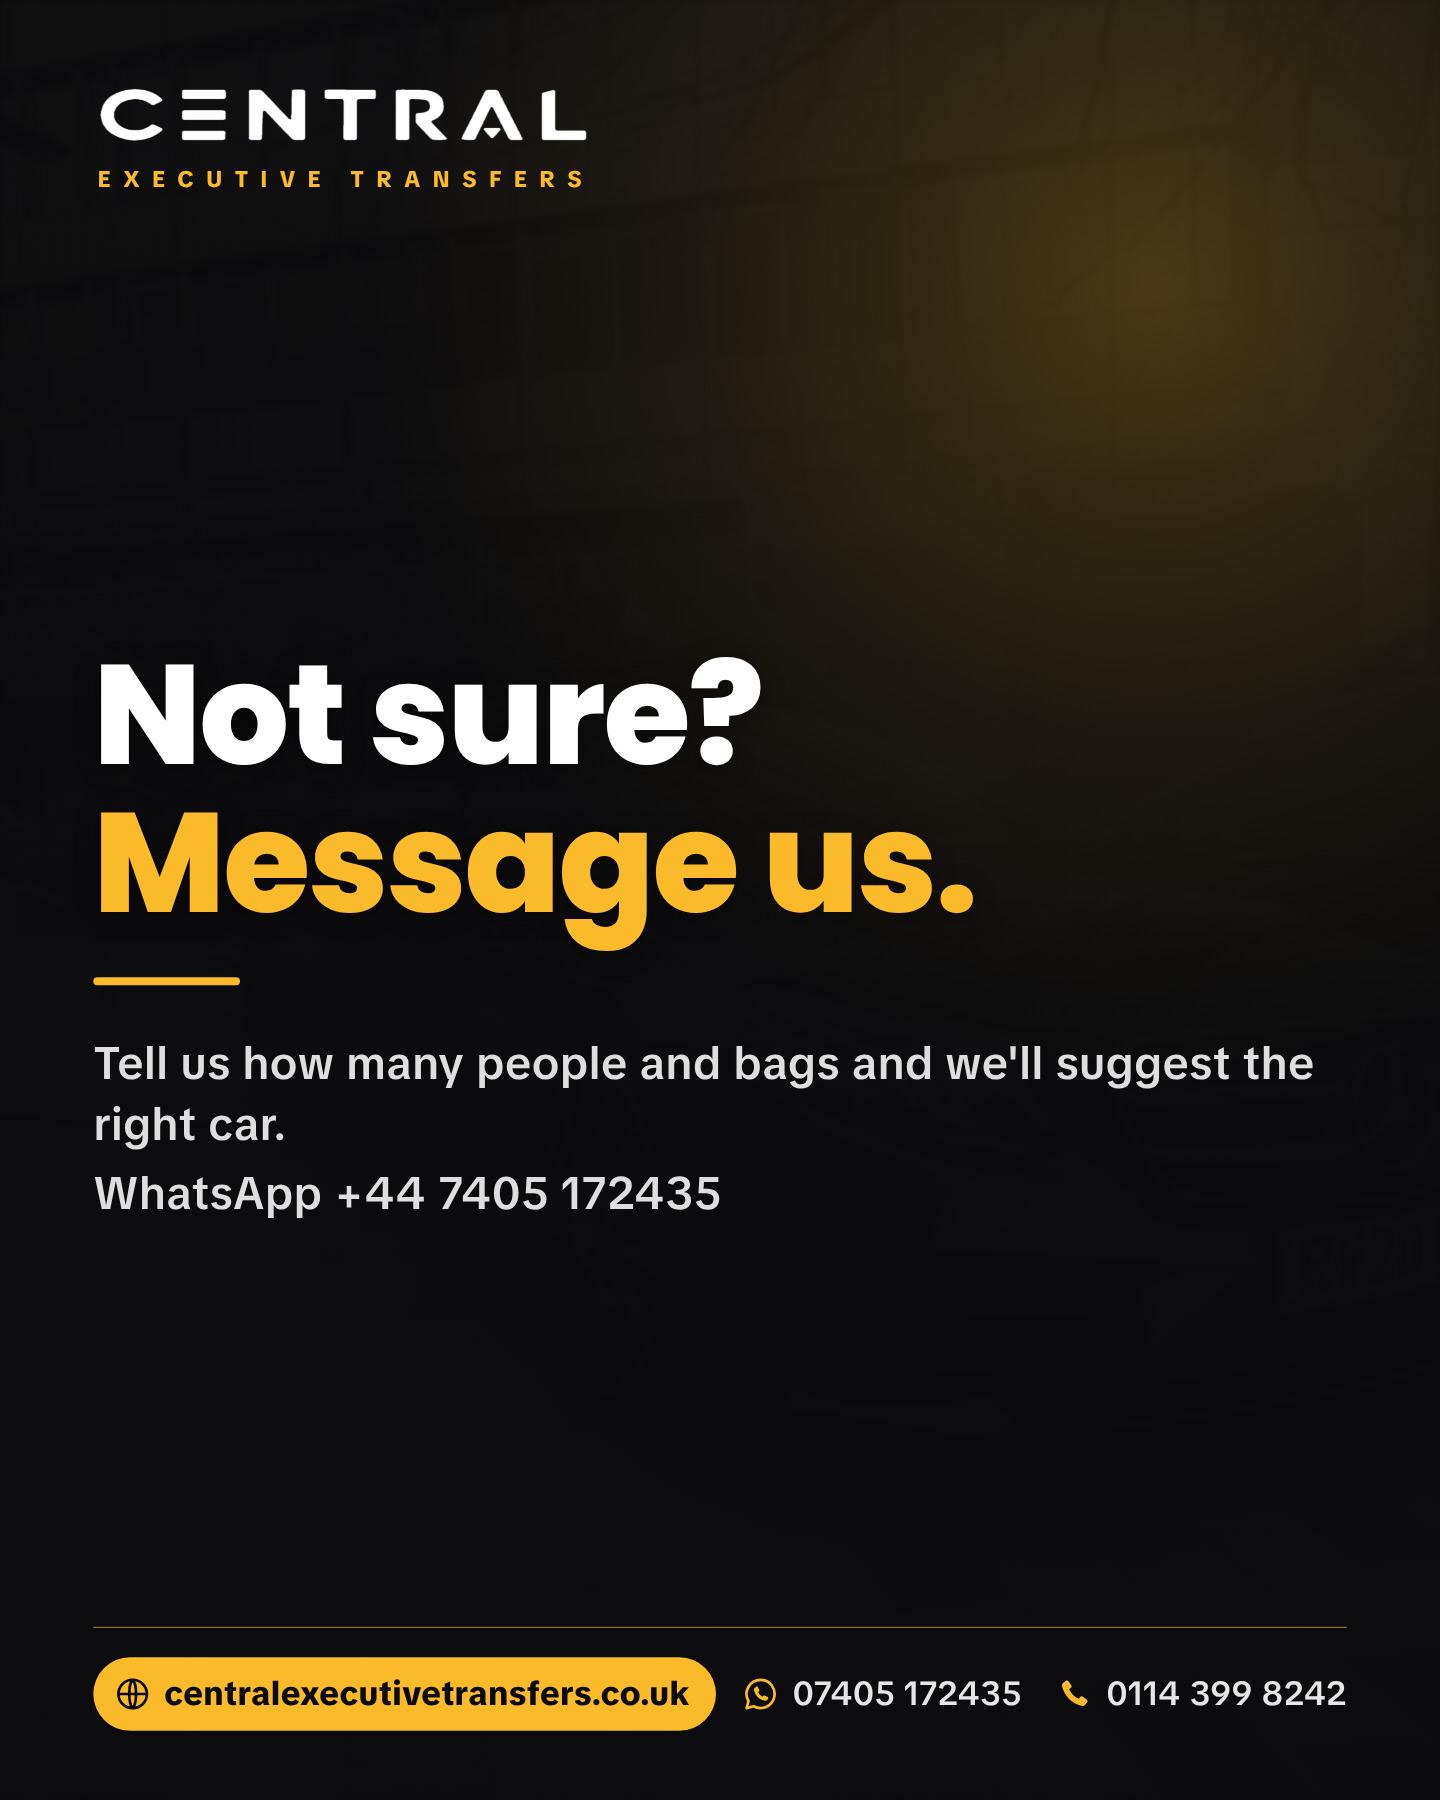 CENTRAL
EXECUTIVE TRANSFERS
Not sure?
Message us.
Tell us how many people and bags and we'll suggest the
right car.
WhatsApp +44 7405 172435
centralexecutivetransfers.co.uk 07405 172435 0114 399 8242